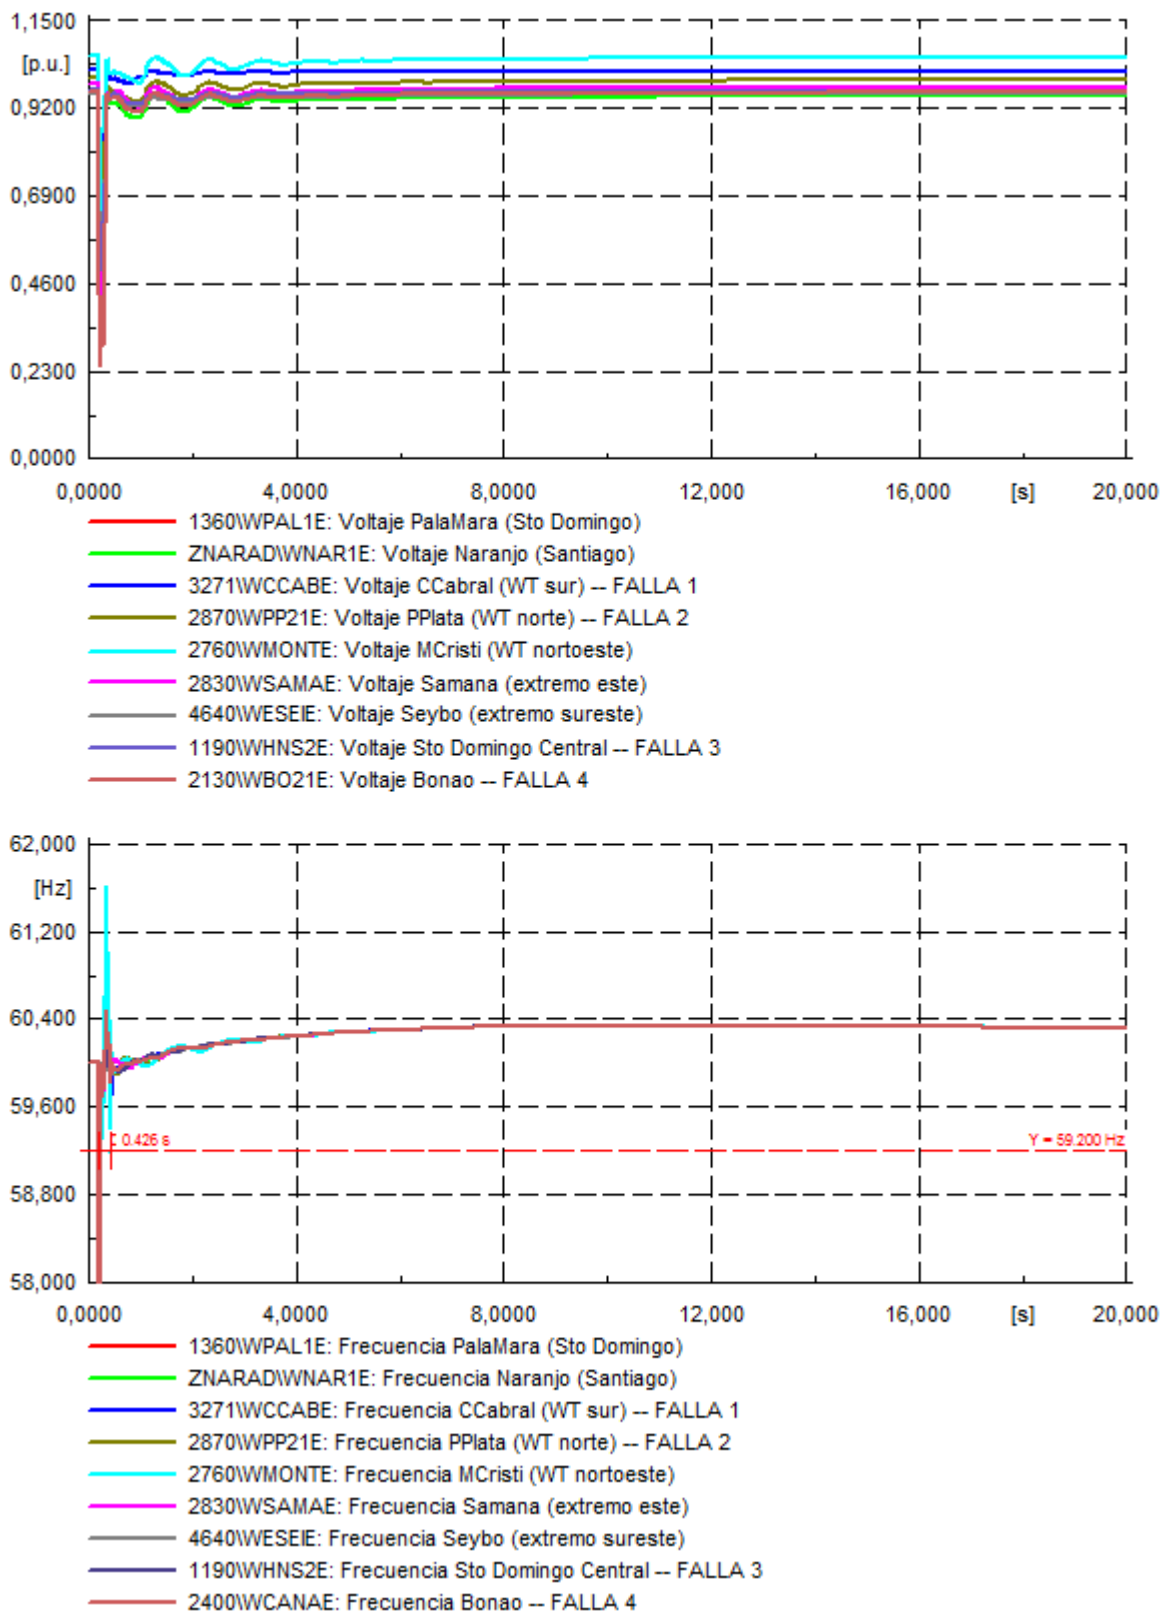 1,1500
[p.u.]
0,9200
0,6900
0,4600
0,2300
0,0000
0,0000 4,0000 8,0000 12,000 16,000 [s] 20,000
1360\WPAL1E: Voltaje PalaMara (Sto Domingo)
ZNARAD\WNAR1E: Voltaje Naranjo (Santiago)
3271\WCCABE: Voltaje CCabral (WT sur) -- FALLA 1
2870\WPP21E: Voltaje PPlata (WT norte) -- FALLA 2
2760\WMONTE: Voltaje MCristi (WT nortoeste)
2830\WSAMAE: Voltaje Samana (extremo este)
4640\WESEIE: Voltaje Seybo (extremo sureste)
1190\WHNS2E: Voltaje Sto Domingo Central -- FALLA 3
2130\WBO21E: Voltaje Bonao -- FALLA 4
62,000
[Hz]
61,200
60,400
59,600
0.426 s Y = 59.200 Hz
58,800
58,000
0,0000 4,0000 8,0000 12,000 16,000 [s] 20,000
1360\WPAL1E: Frecuencia PalaMara (Sto Domingo)
ZNARAD\WNAR1E: Frecuencia Naranjo (Santiago)
3271\WCCABE: Frecuencia CCabral (WT sur) -- FALLA 1
2870\WPP21E: Frecuencia PPlata (WT norte) -- FALLA 2
2760\WMONTE: Frecuencia MCristi (WT nortoeste)
2830\WSAMAE: Frecuencia Samana (extremo este)
4640\WESEIE: Frecuencia Seybo (extremo sureste)
1190\WHNS2E: Frecuencia Sto Domingo Central -- FALLA 3
2400\WCANAE: Frecuencia Bonao -- FALLA 4